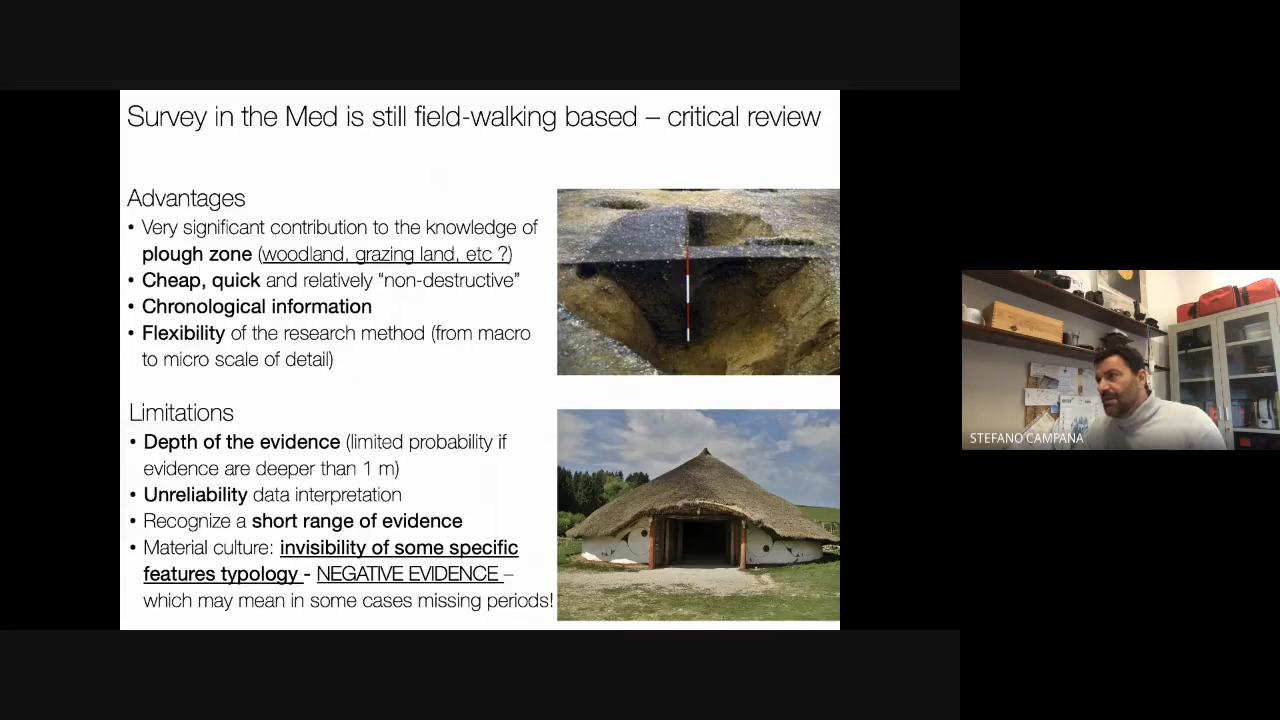 Survey in the Med is still field-walking based – critical review
Advantages
• Very significant contribution to the knowledge of
plough zone (woodland, grazing land, etc ?)
• Cheap, quick and relatively “non-destructive”
• Chronological information
• Flexibility of the research method (from macro
to micro scale of detail)
Limitations
• Depth of the evidence (limited probability if
evidence are deeper than 1 m)
• Unreliability data interpretation
• Recognize a short range of evidence
• Material culture: invisibility of some specific
features typology - NEGATIVE EVIDENCE –
which may mean in some cases missing periods!
STEFANO CAMPANA